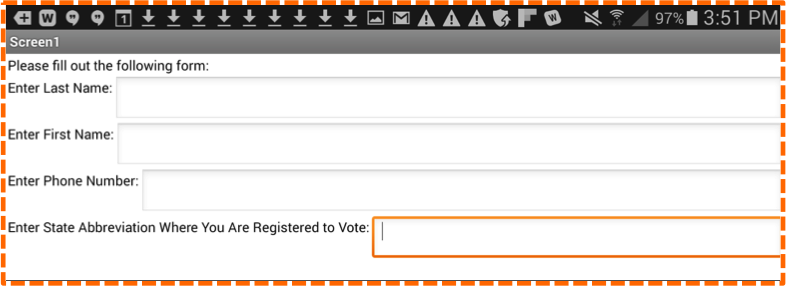 97% 3:51 PM
Screen1
Please fill out the following form:
Enter Last Name:
Enter First Name:
Enter Phone Number:
Enter State Abbreviation Where You Are Registered to Vote: